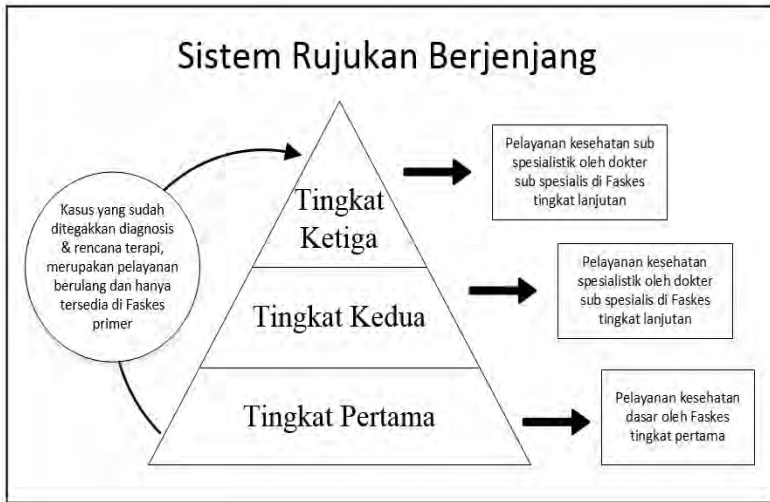 Sistem Rujukan Berjenjang
Kasus yang sudah
ditegakkan diagnosis
& rencana terapi,
merupakan pelayanan
berulang dan hanya
tersedia di Faskes
primer
Tingkat
Ketiga
Pelayanan kesehatan sub
spesialistik oleh dokter
sub spesialis di Faskes
tingkat lanjutan
Tingkat Kedua
Pelayanan kesehatan
spesialistik oleh dokter
sub spesialis di Faskes
tingkat lanjutan
Tingkat Pertama
Pelayanan kesehatan
dasar oleh Faskes
tingkat pertama